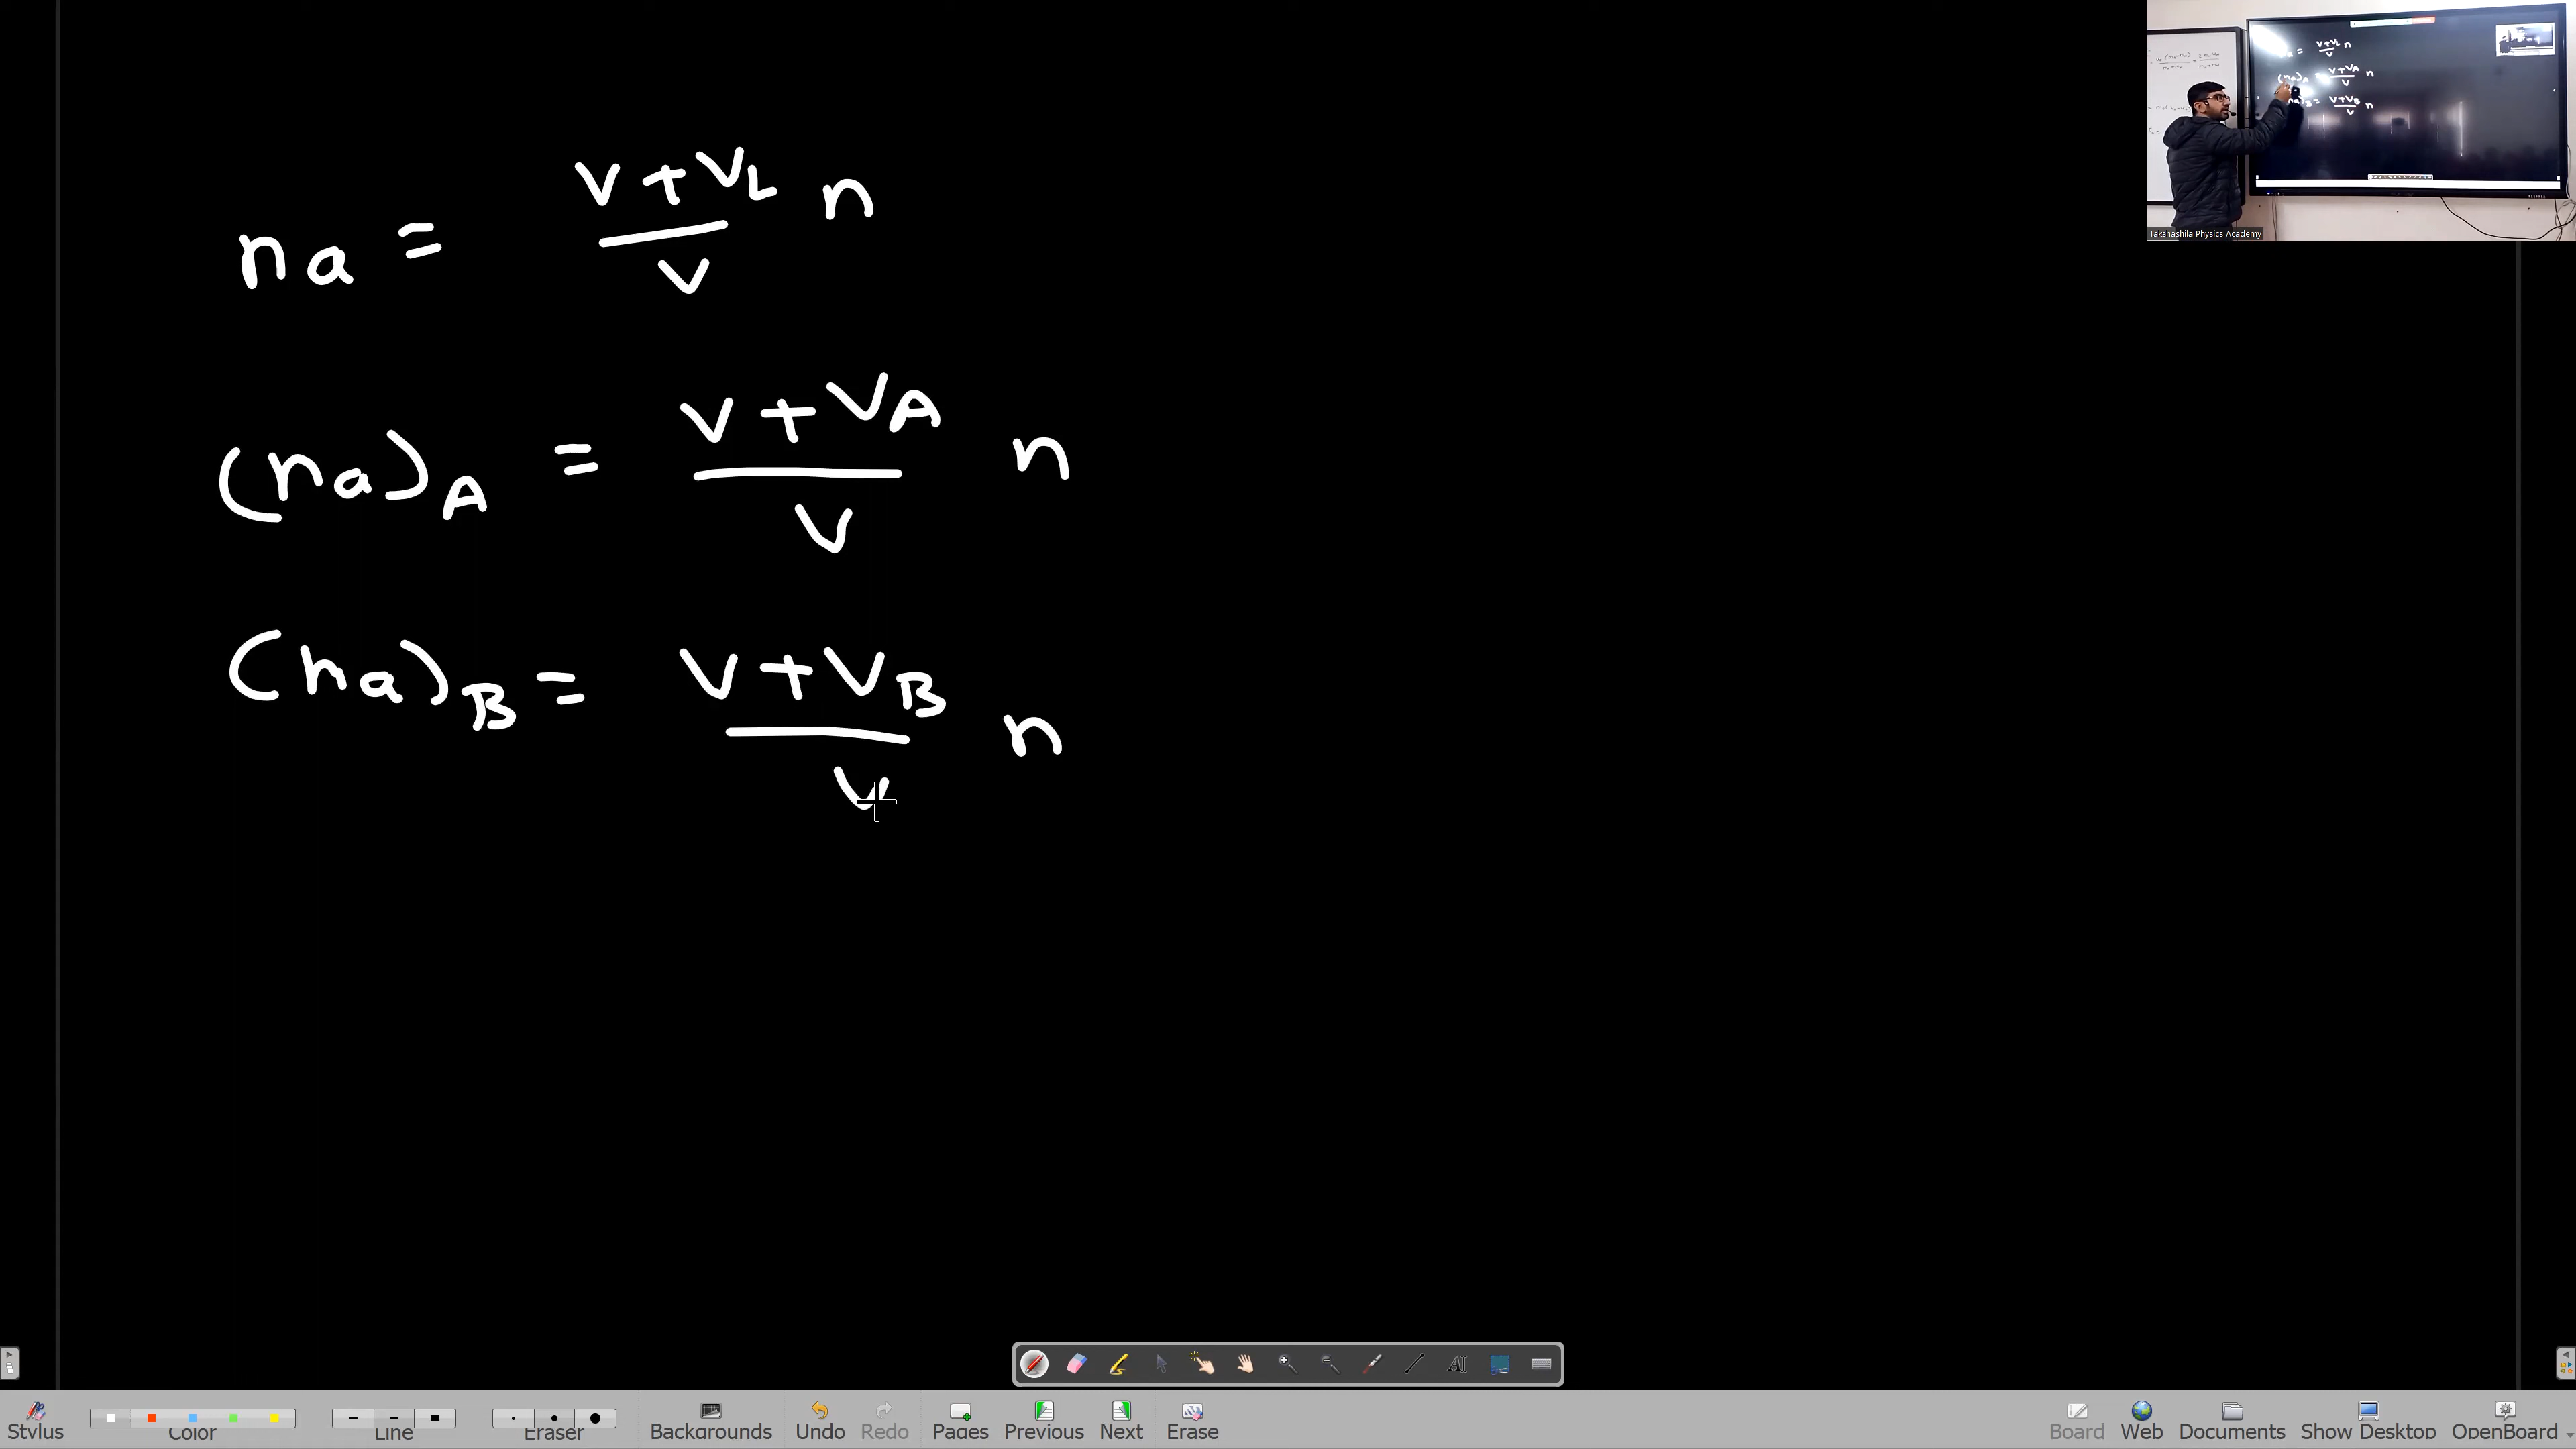 na = V+VL/V n
(na)A = V+VA/V n
(na)B = V+VB/V n
Takshashila Physics Academy
Stylus Color Line Eraser Backgrounds Undo Redo Pages Previous Next Erase Board Web Documents Show Desktop OpenBoard